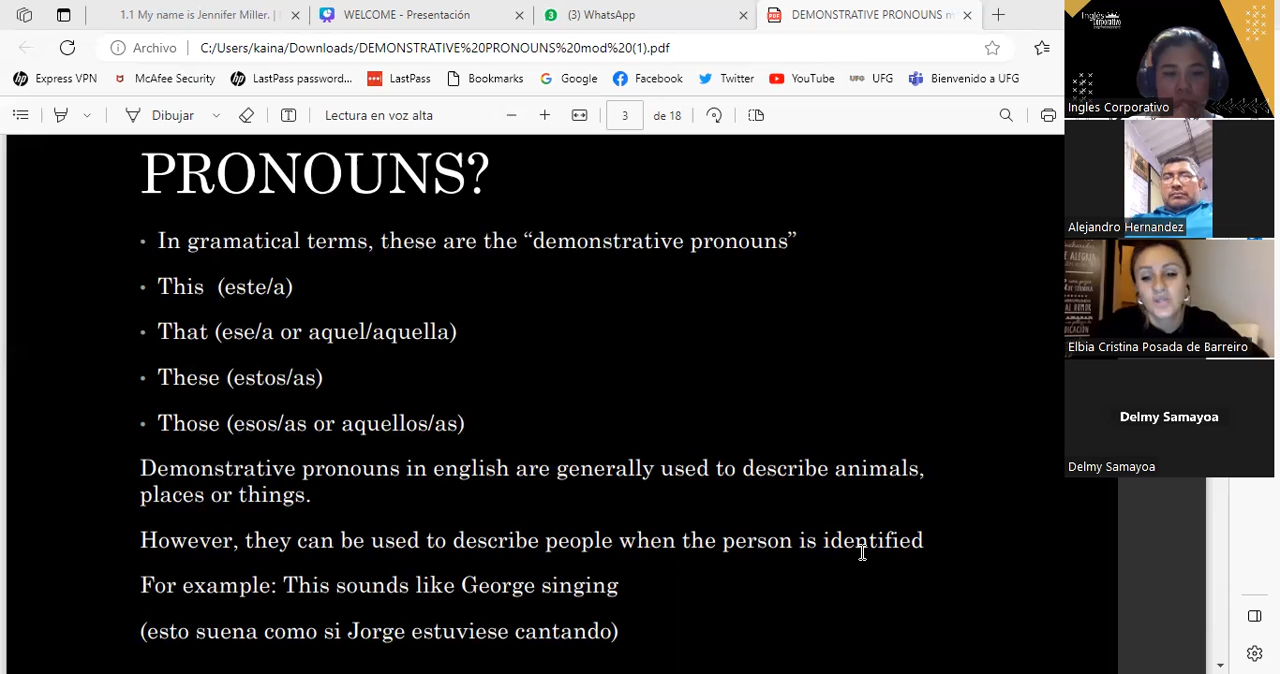 1.1 My name is Jennifer Miller. |
WELCOME - Presentación
(3) WhatsApp
DEMONSTRATIVE PRONOUNS m
Archivo
C:/Users/kaina/Downloads/DEMONSTRATIVE%20PRONOUNS%20mod%20(1).pdf
Express VPN
McAfee Security
LastPass password...
LastPass
Bookmarks
Google
Facebook
Twitter
YouTube
UFG
Bienvenido a UFG
Dibujar
Lectura en voz alta
3
de 18
PRONOUNS?
• In gramatical terms, these are the “demonstrative pronouns”
• This (este/a)
• That (ese/a or aquel/aquella)
• These (estos/as)
• Those (esos/as or aquellos/as)
Demonstrative pronouns in english are generally used to describe animals,
places or things.
However, they can be used to describe people when the person is identified
For example: This sounds like George singing
(esto suena como si Jorge estuviese cantando)
Inglés
Corporativo
Ingles Corporativo
Alejandro Hernandez
Elbia Cristina Posada de Barreiro
Delmy Samayoa
Delmy Samayoa